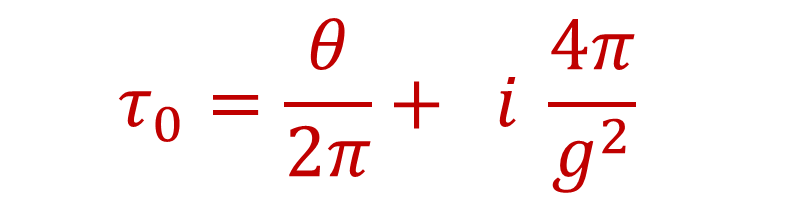 τ₀ = θ/2π + i 4π/g²